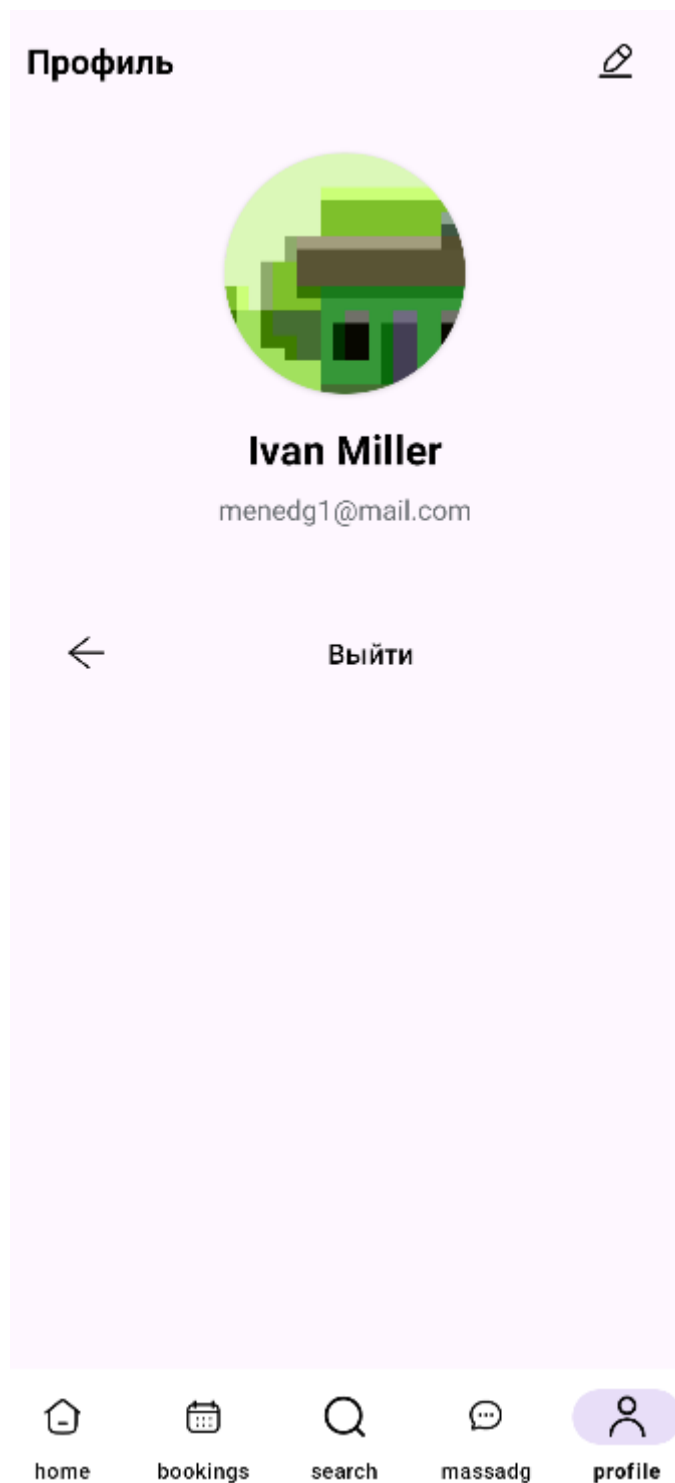 Профиль
Ivan Miller
menedg1@mail.com
Выйти
home bookings search massadg profile